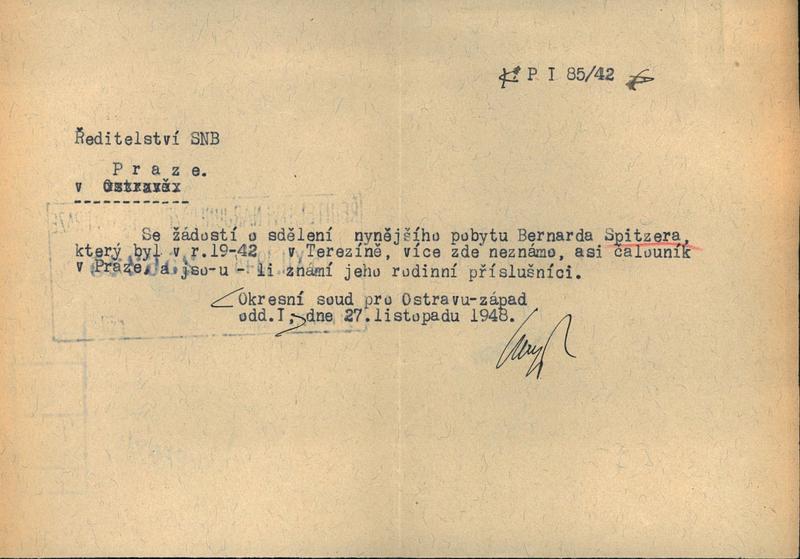 P I 85/42
Ředitelství SNB
P r a z e.
v Ostravěx
Se žádostí o sdělení nynějšího pobytu Bernarda Spitzera,
který byl v r.19-42 v Terezíně, více zde neznámo, asi čalouník
v Praze, a jso-u - li známí jeho rodinní příslušníci.
Okresní soud pro Ostravu-západ
odd.I, dne 27.listopadu 1948.